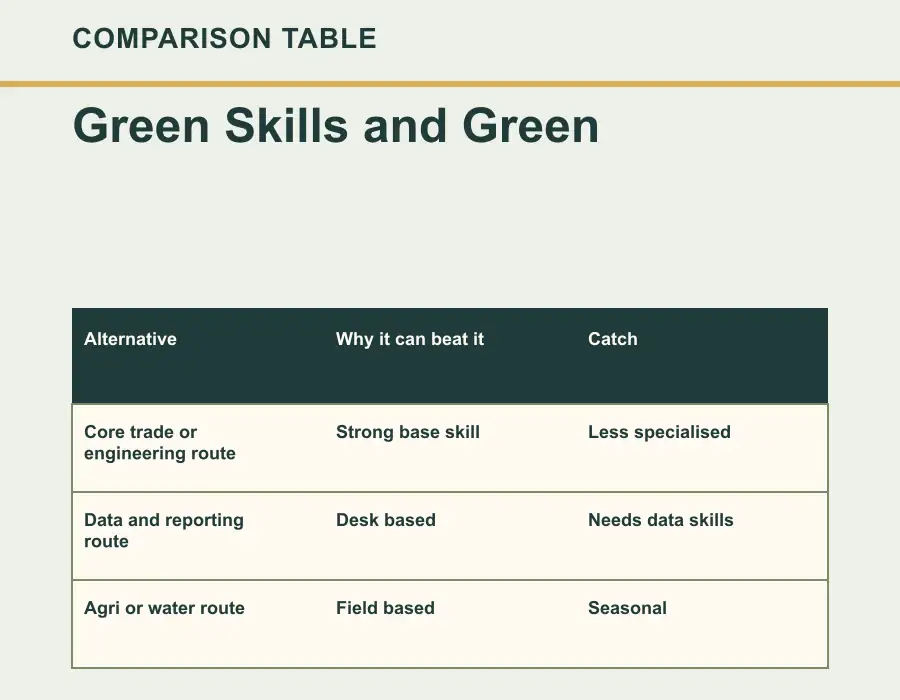 COMPARISON TABLE
Green Skills and Green
Alternative Why it can beat it Catch
Core trade or
engineering route Strong base skill Less specialised
Data and reporting
route Desk based Needs data skills
Agri or water route Field based Seasonal